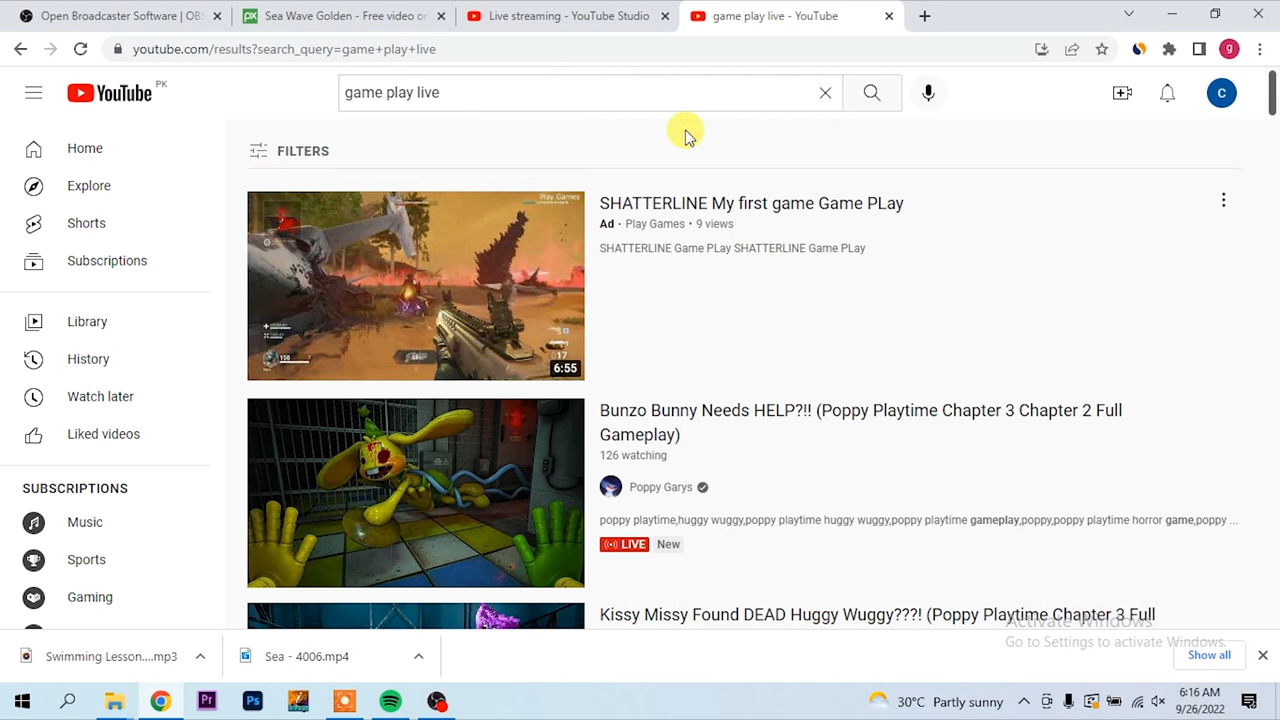 Open Broadcaster Software | OBS
Sea Wave Golden - Free video o
Live streaming - YouTube Studio
game play live - YouTube
youtube.com/results?search_query=game+play+live
g
YouTube
PK
game play live
C
Home
Explore
Shorts
Subscriptions
Library
History
Watch later
Liked videos
SUBSCRIPTIONS
Music
Sports
Gaming
FILTERS
Play Games
150
17
6:55
SHATTERLINE My first game Game PLay
Ad · Play Games · 9 views
SHATTERLINE Game PLay SHATTERLINE Game PLay
Bunzo Bunny Needs HELP?!! (Poppy Playtime Chapter 3 Chapter 2 Full
Gameplay)
126 watching
Poppy Garys
poppy playtime,huggy wuggy,poppy playtime huggy wuggy,poppy playtime gameplay,poppy,poppy playtime horror game,poppy ...
LIVE New
Kissy Missy Found DEAD Huggy Wuggy???! (Poppy Playtime Chapter 3 Full
Activate Windows
Go to Settings to activate Windows.
Swimming Lesson....mp3
Sea - 4006.mp4
Show all
Pr
Ps
30°C Partly sunny
6:16 AM
9/26/2022